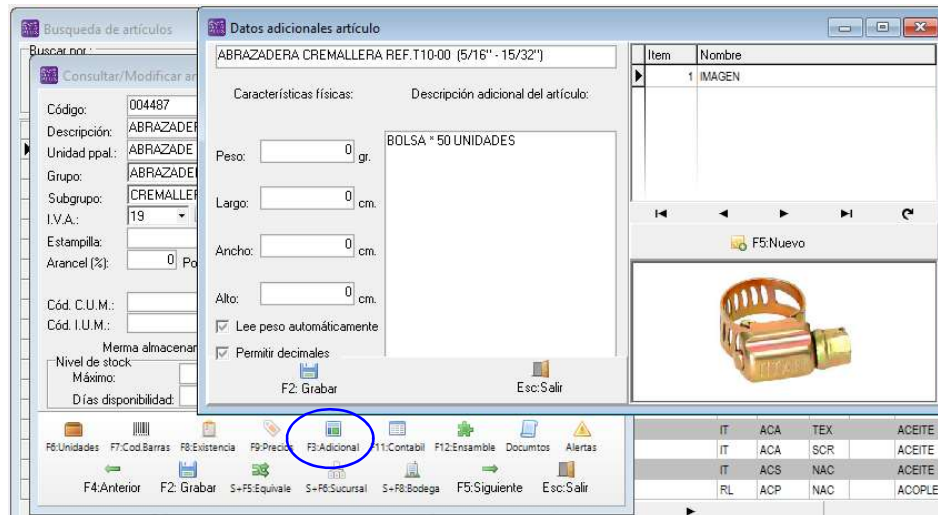 Busqueda de artículos
Buscar por :
Consultar/Modificar ar
Código: 004487
Descripción: ABRAZADER
Unidad ppal.: ABRAZADE
Grupo: ABRAZADE
Subgrupo: CREMALLER
I.V.A.: 19
Estampilla:
Arancel (%): 0 Po
Cód. C.U.M.:
Cód. I.U.M.:
Merma almacenar
Nivel de stock
Máximo:
Días disponibilidad:
F6:Unidades F7:Cod.Barras F8:Existencia F9:Precios F3:Adicional F11:Contabil F12:Ensamble Documtos Alertas
F4:Anterior F2: Grabar S+F5:Equivale S+F6:Sucursal S+F8:Bodega F5:Siguiente Esc:Salir
Datos adicionales artículo
ABRAZADERA CREMALLERA REF.T10-00 (5/16" - 15/32")
Características físicas: Descripción adicional del artículo:
BOLSA * 50 UNIDADES
Peso: 0 gr.
Largo: 0 cm.
Ancho: 0 cm.
Alto: 0 cm.
Lee peso automáticamente
Permitir decimales
F2: Grabar Esc:Salir
Item Nombre
1 IMAGEN
F5:Nuevo
TITAN
IT ACA TEX ACEITE
IT ACA SCR ACEITE
IT ACS NAC ACEITE
RL ACP NAC ACOPLE